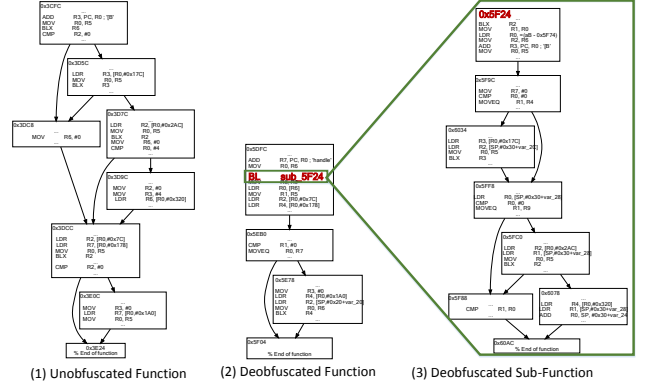 0x3CFC
...
ADD R3, PC, R0 ; '[B'
MOV R0, R5
BLX R6
CMP R2, #0
0x3D5C
...
LDR R3, [R0,#0x17C]
MOV R0, R5
BLX R3
...
0x3D7C
...
LDR R2, [R0,#0x2AC]
MOV R0, R5
BLX R2
MOV R6, #0
CMP R0, #4
0x3DC8
MOV R6, #0
0x3D9C
...
MOV R2, #0
MOV R3, #4
LDR R6, [R0,#0x320]
...
0x3DCC
...
LDR R2, [R0,#0x7C]
LDR R7, [R0,#0x178]
MOV R0, R5
BLX R2
...
CMP R2, #0
0x3E0C
...
MOV R3, #0
LDR R7, [R0,#0x1A0]
MOV R0, R5
...
0x3E24
% End of function
(1) Unobfuscated Function
0x5DFC
...
ADD R7, PC, R0 ; 'handle'
MOV R0, R6
BL sub_5F24
LDR R0, [R6]
MOV R1, R5
LDR R2, [R0,#0x7C]
LDR R4, [R0,#0x178]
...
0x5EB0
...
CMP R1, #0
MOVEQ R0, R7
...
0x5E78
...
MOV R3, #0
LDR R4, [R0,#0x1A0]
LDR R2, [SP,#0x20+var_20]
MOV R0, R6
BLX R4
...
0x5F04
% End of function
(2) Deobfuscated Function
0x5F24
...
BLX R2
MOV R1, R0
LDR R0, =(aB - 0x5F74)
MOV R2, R6
ADD R3, PC, R0 ; '[B'
MOV R0, R5
...
0x5F9C
...
MOV R7, #0
CMP R0, #0
MOVEQ R1, R4
...
0x6034
...
LDR R3, [R0,#0x17C]
LDR R2, [SP,#0x30+var_20]
MOV R0, R5
BLX R3
...
0x5FF8
...
LDR R0, [SP,#0x30+var_28]
CMP R0, #0
MOVEQ R1, R9
...
0x5FC0
...
LDR R2, [R0,#0x2AC]
LDR R1, [SP,#0x30+var_28]
MOV R0, R5
BLX R2
...
0x5F88
...
CMP R1, R0
...
0x6078
...
LDR R4, [R0,#0x320]
LDR R1, [SP,#0x30+var_28]
ADD R0, SP, #0x30+var_24
...
0x60AC
% End of function
(3) Deobfuscated Sub-Function